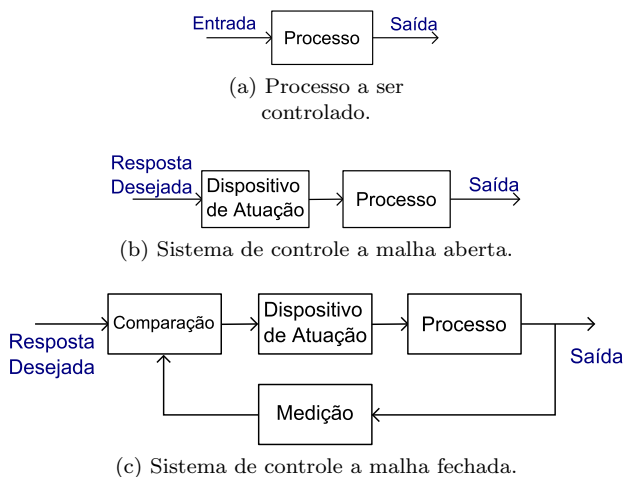 Entrada
Processo
Saída
(a) Processo a ser
controlado.
Resposta
Desejada
Dispositivo
de Atuação
Processo
Saída
(b) Sistema de controle a malha aberta.
Resposta
Desejada
Comparação
Dispositivo
de Atuação
Processo
Saída
Medição
(c) Sistema de controle a malha fechada.